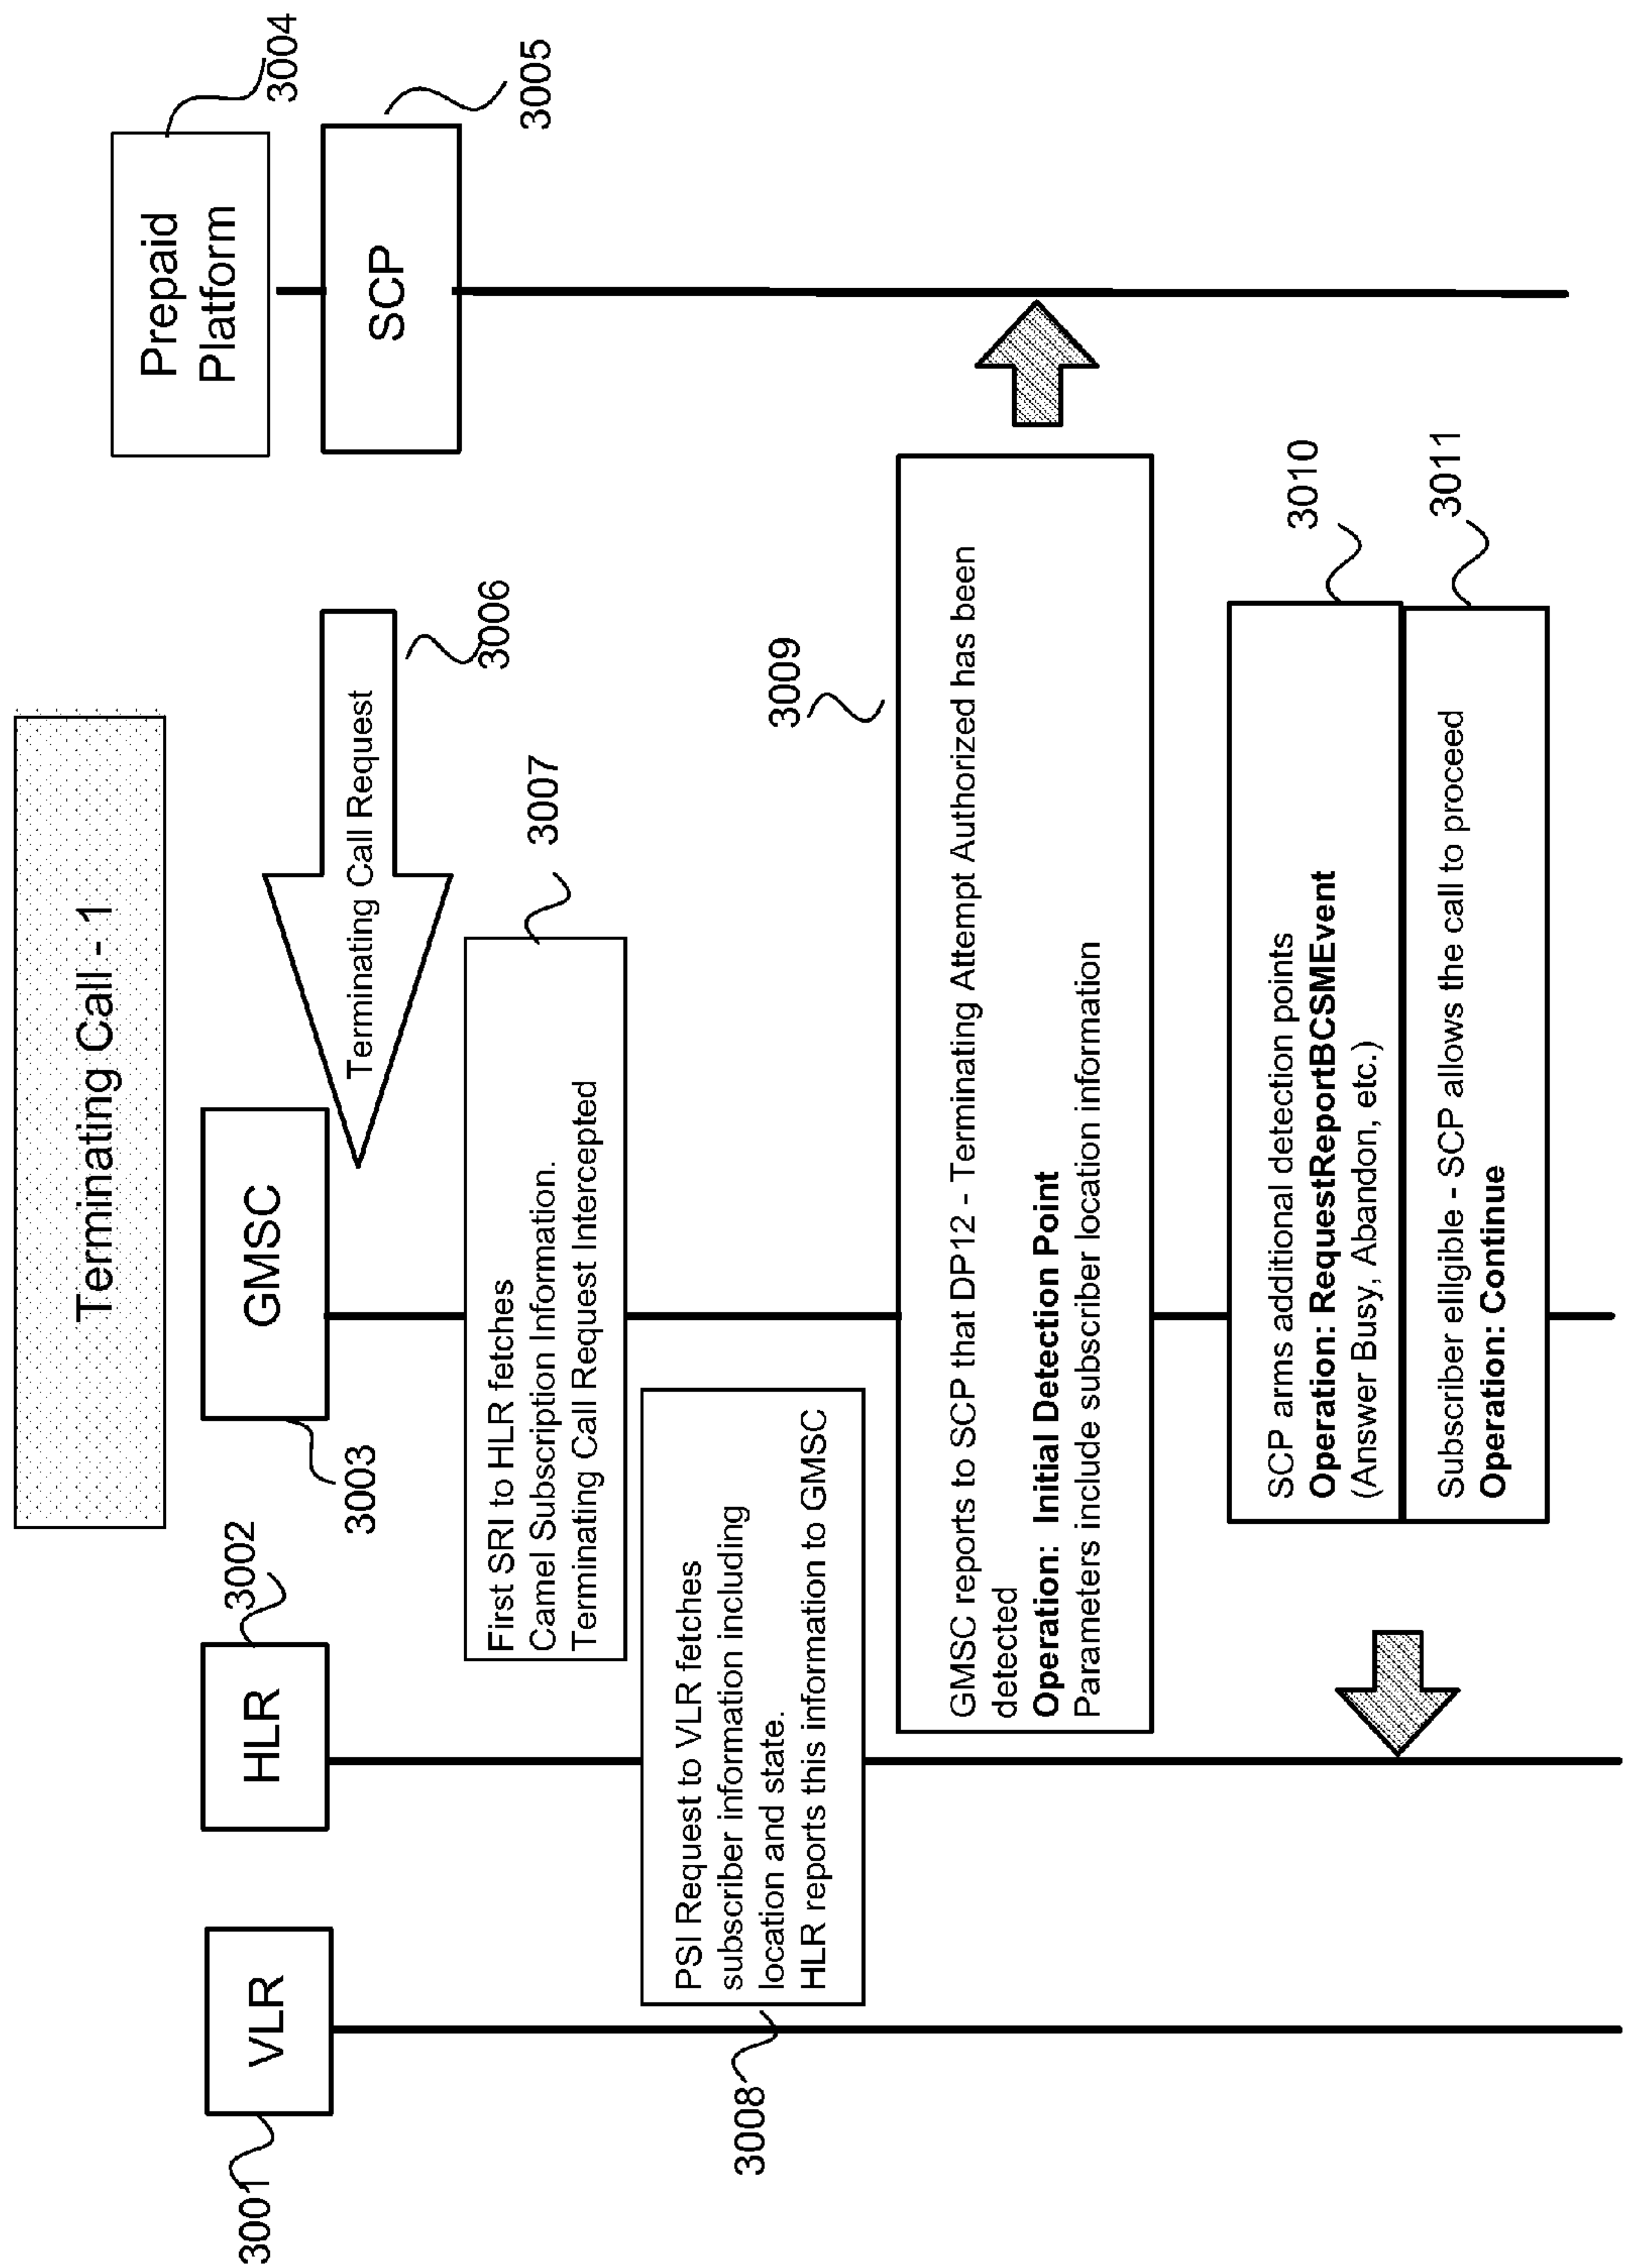 Terminating Call - 1
VLR
HLR
GMSC
Prepaid
Platform
SCP
3001
3002
3003
3004
3005
Terminating Call Request
3006
First SRI to HLR fetches
Camel Subscription Information.
Terminating Call Request Intercepted
3007
PSI Request to VLR fetches
subscriber information including
location and state.
HLR reports this information to GMSC
3008
GMSC reports to SCP that DP12 - Terminating Attempt Authorized has been
detected
Operation: Initial Detection Point
Parameters include subscriber location information
3009
SCP arms additional detection points
Operation: RequestReportBCSMEvent
(Answer Busy, Abandon, etc.)
3010
Subscriber eliligible - SCP allows the call to proceed
Operation: Continue
3011